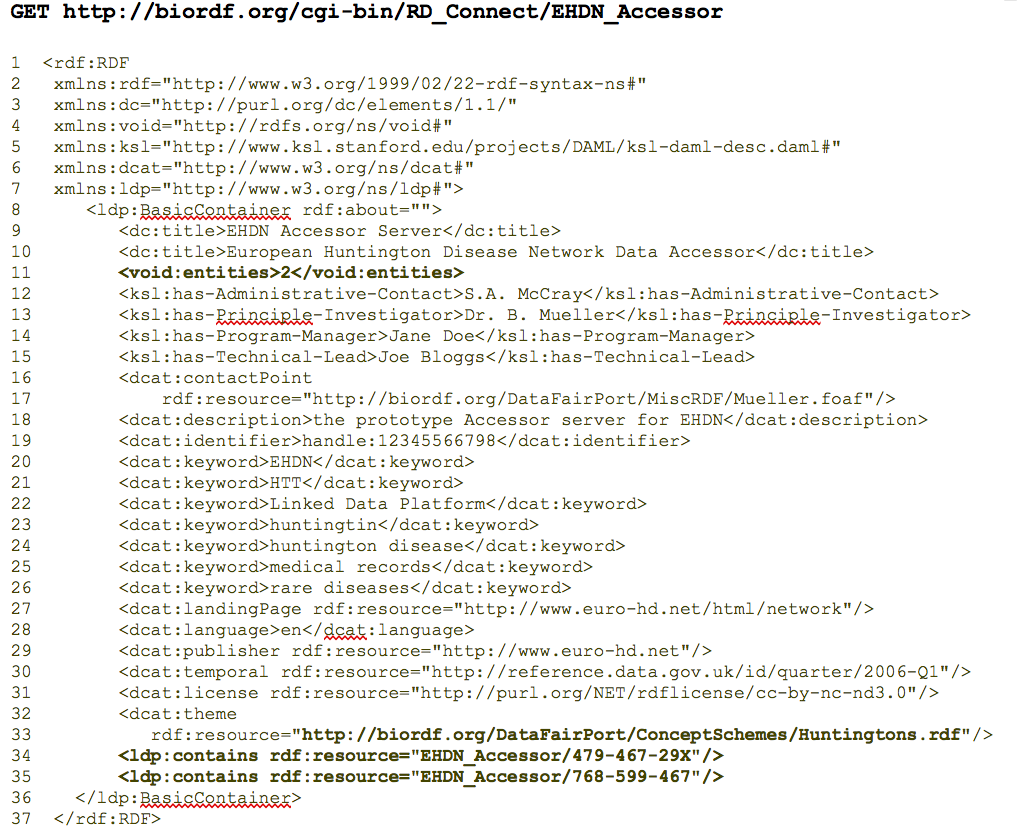 GET http://biordf.org/cgi-bin/RD_Connect/EHDN_Accessor
1 <rdf:RDF
2 xmlns:rdf="http://www.w3.org/1999/02/22-rdf-syntax-ns#"
3 xmlns:dc="http://purl.org/dc/elements/1.1/"
4 xmlns:void="http://rdfs.org/ns/void#"
5 xmlns:ksl="http://www.ksl.stanford.edu/projects/DAML/ksl-daml-desc.daml#"
6 xmlns:dcat="http://www.w3.org/ns/dcat#"
7 xmlns:ldp="http://www.w3.org/ns/ldp#">
8 <ldp:BasicContainer rdf:about="">
9 <dc:title>EHDN Accessor Server</dc:title>
10 <dc:title>European Huntington Disease Network Data Accessor</dc:title>
11 <void:entities>2</void:entities>
12 <ksl:has-Administrative-Contact>S.A. McCray</ksl:has-Administrative-Contact>
13 <ksl:has-Principle-Investigator>Dr. B. Mueller</ksl:has-Principle-Investigator>
14 <ksl:has-Program-Manager>Jane Doe</ksl:has-Program-Manager>
15 <ksl:has-Technical-Lead>Joe Bloggs</ksl:has-Technical-Lead>
16 <dcat:contactPoint
17 rdf:resource="http://biordf.org/DataFairPort/MiscRDF/Mueller.foaf"/>
18 <dcat:description>the prototype Accessor server for EHDN</dcat:description>
19 <dcat:identifier>handle:12345566798</dcat:identifier>
20 <dcat:keyword>EHDN</dcat:keyword>
21 <dcat:keyword>HTT</dcat:keyword>
22 <dcat:keyword>Linked Data Platform</dcat:keyword>
23 <dcat:keyword>huntingtin</dcat:keyword>
24 <dcat:keyword>huntington disease</dcat:keyword>
25 <dcat:keyword>medical records</dcat:keyword>
26 <dcat:keyword>rare diseases</dcat:keyword>
27 <dcat:landingPage rdf:resource="http://www.euro-hd.net/html/network"/>
28 <dcat:language>en</dcat:language>
29 <dcat:publisher rdf:resource="http://www.euro-hd.net"/>
30 <dcat:temporal rdf:resource="http://reference.data.gov.uk/id/quarter/2006-Q1"/>
31 <dcat:license rdf:resource="http://purl.org/NET/rdflicense/cc-by-nc-nd3.0"/>
32 <dcat:theme
33 rdf:resource="http://biordf.org/DataFairPort/ConceptSchemes/Huntingtons.rdf"/>
34 <ldp:contains rdf:resource="EHDN_Accessor/479-467-29X"/>
35 <ldp:contains rdf:resource="EHDN_Accessor/768-599-467"/>
36 </ldp:BasicContainer>
37 </rdf:RDF>